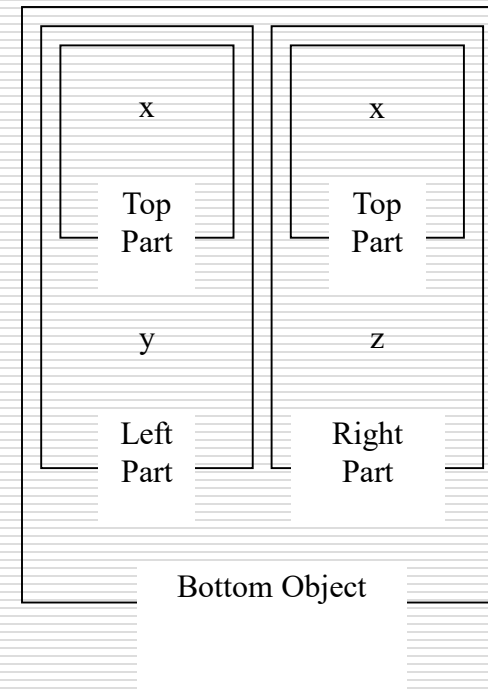 x
Top
Part
y
Left
Part
x
Top
Part
z
Right
Part
Bottom Object